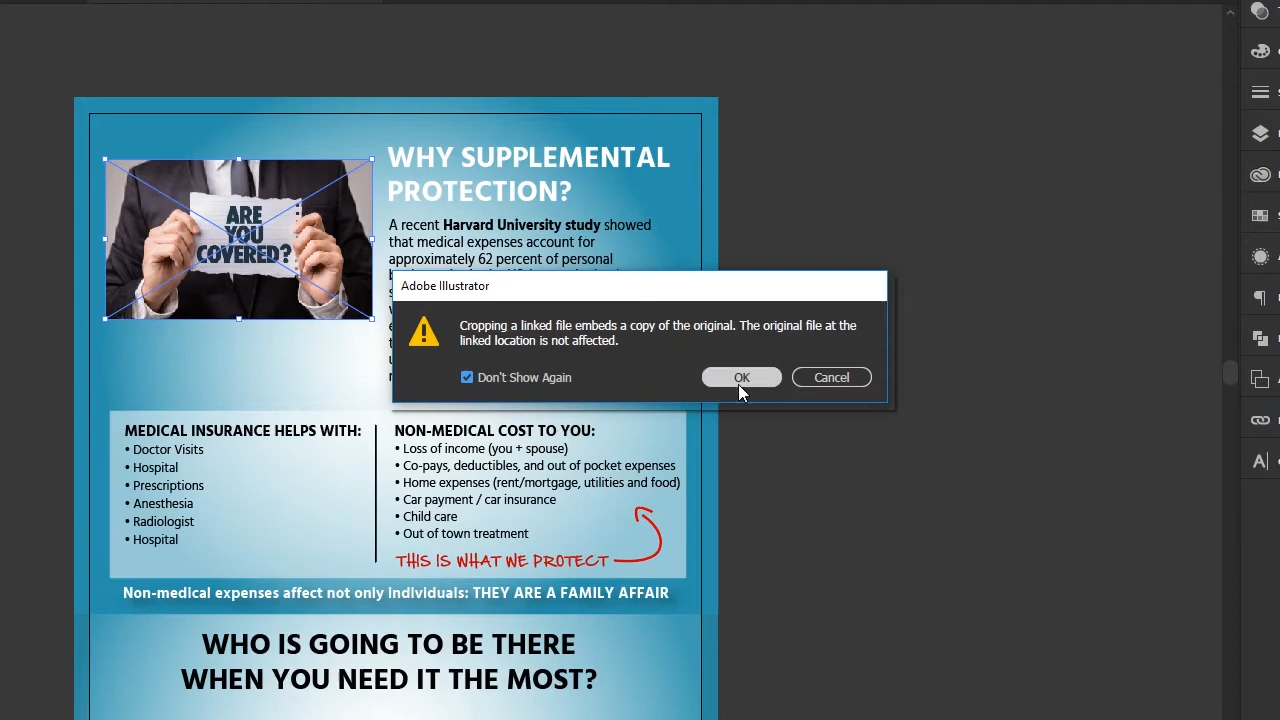 WHY SUPPLEMENTAL
PROTECTION?
ARE
YOU
COVERED?
A recent Harvard University study showed
that medical expenses account for
approximately 62 percent of personal
Adobe Illustrator
Cropping a linked file embeds a copy of the original. The original file at the
linked location is not affected.
Don't Show Again
OK
Cancel
MEDICAL INSURANCE HELPS WITH:
• Doctor Visits
• Hospital
• Prescriptions
• Anesthesia
• Radiologist
• Hospital
NON-MEDICAL COST TO YOU:
• Loss of income (you + spouse)
• Co-pays, deductibles, and out of pocket expenses
• Home expenses (rent/mortgage, utilities and food)
• Car payment / car insurance
• Child care
• Out of town treatment
THIS IS WHAT WE PROTECT
Non-medical expenses affect not only individuals: THEY ARE A FAMILY AFFAIR
WHO IS GOING TO BE THERE
WHEN YOU NEED IT THE MOST?